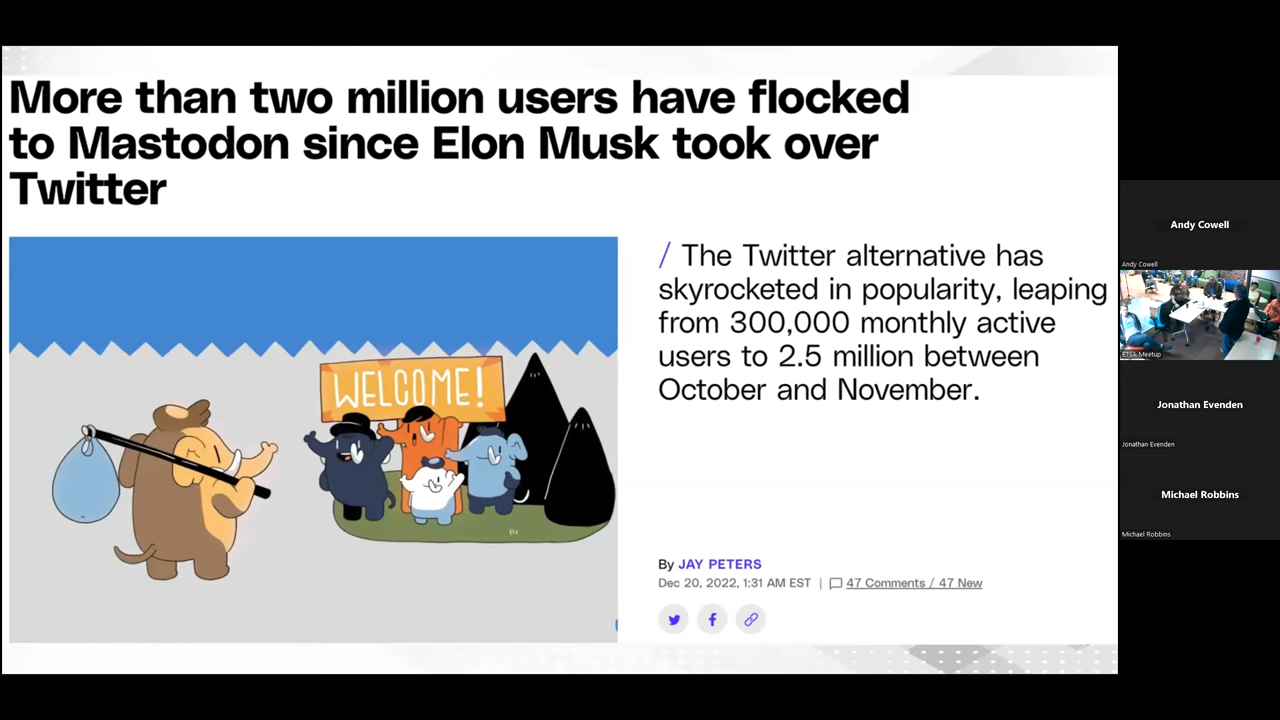 More than two million users have flocked
to Mastodon since Elon Musk took over
Twitter
WELCOME!
/ The Twitter alternative has
skyrocketed in popularity, leaping
from 300,000 monthly active
users to 2.5 million between
October and November.
By JAY PETERS
Dec 20, 2022, 1:31 AM EST | 47 Comments / 47 New
Andy Cowell
Andy Cowell
ETSA Meetup
Jonathan Evenden
Jonathan Evenden
Michael Robbins
Michael Robbins